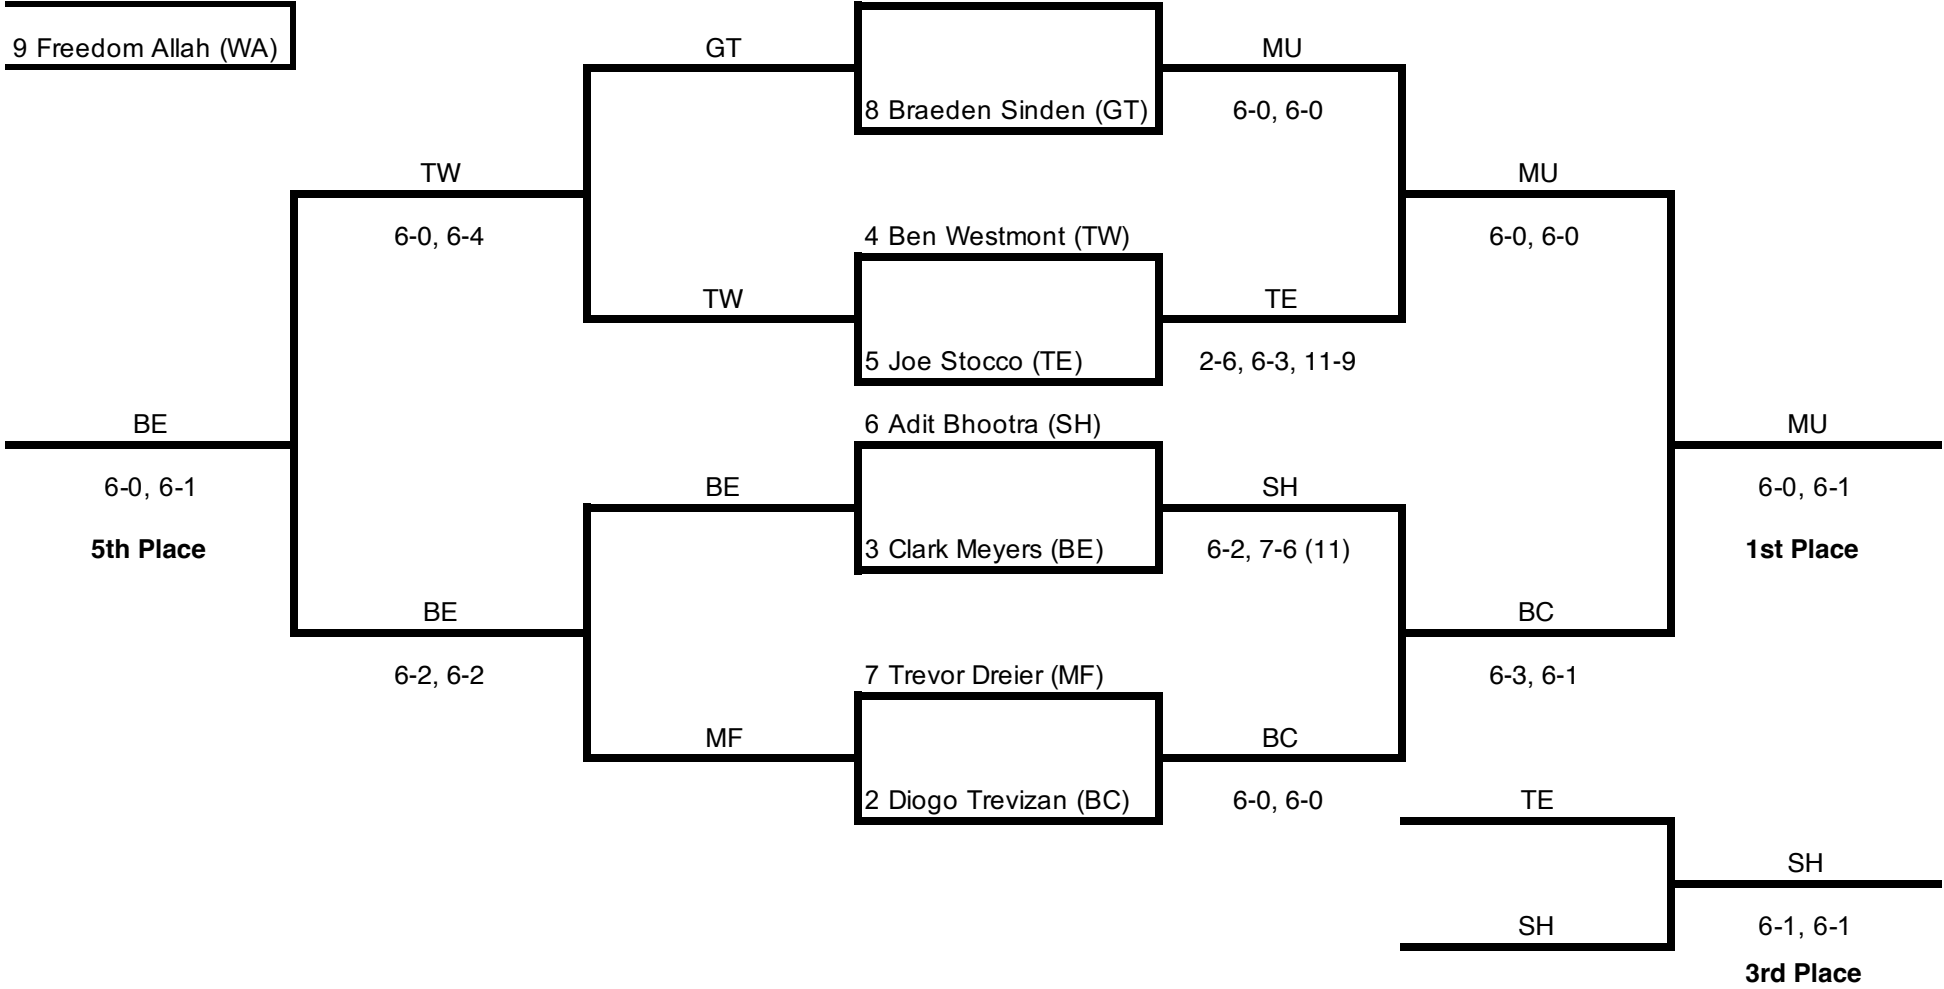 9 Freedom Allah (WA)
GT
MU
8 Braeden Sinden (GT)
6-0, 6-0
TW
MU
6-0, 6-4
4 Ben Westmont (TW)
6-0, 6-0
TW
TE
5 Joe Stocco (TE)
2-6, 6-3, 11-9
BE
6 Adit Bhootra (SH)
MU
6-0, 6-1
BE
SH
6-0, 6-1
5th Place
3 Clark Meyers (BE)
6-2, 7-6 (11)
1st Place
BE
BC
6-2, 6-2
7 Trevor Dreier (MF)
6-3, 6-1
MF
BC
2 Diogo Trevizan (BC)
6-0, 6-0
TE
SH
SH
6-1, 6-1
3rd Place